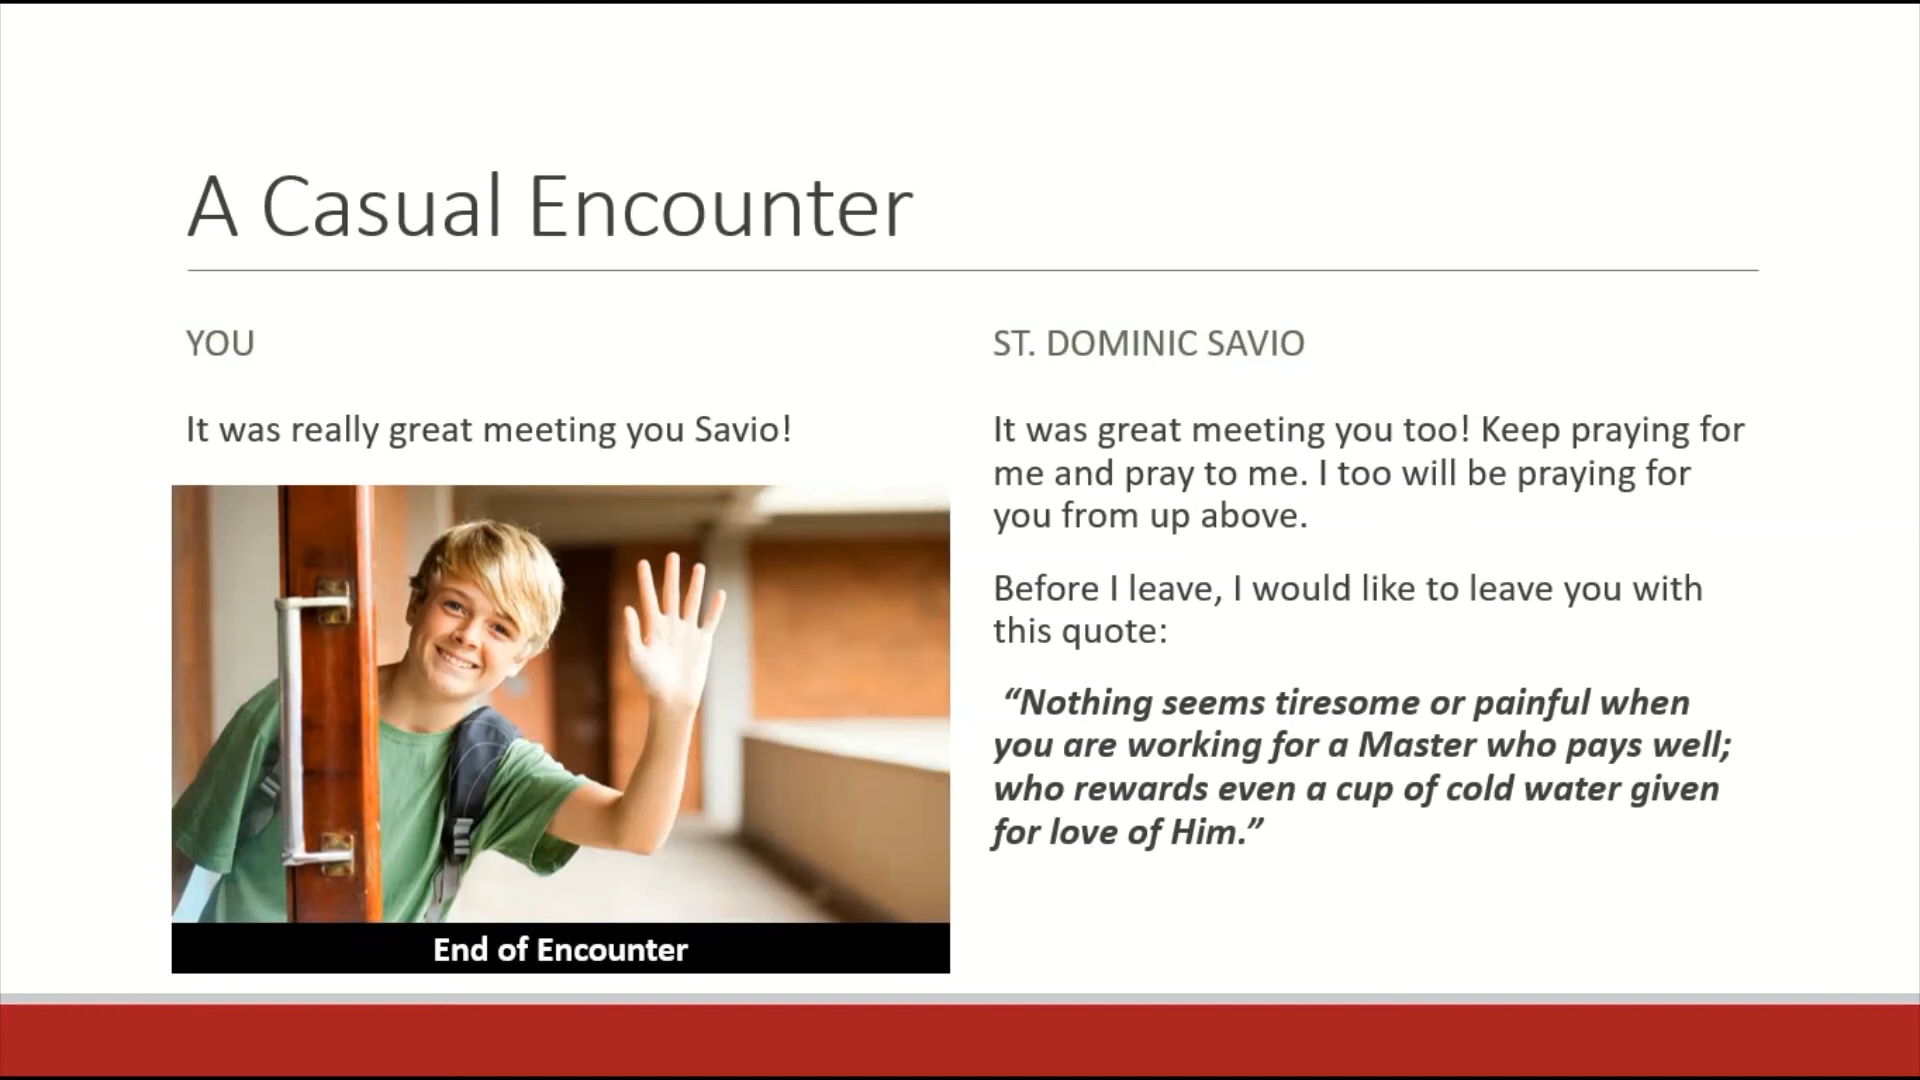 A Casual Encounter
YOU
It was really great meeting you Savio!
End of Encounter
ST. DOMINIC SAVIO
It was great meeting you too! Keep praying for
me and pray to me. I too will be praying for
you from up above.
Before I leave, I would like to leave you with
this quote:
“Nothing seems tiresome or painful when
you are working for a Master who pays well;
who rewards even a cup of cold water given
for love of Him.”